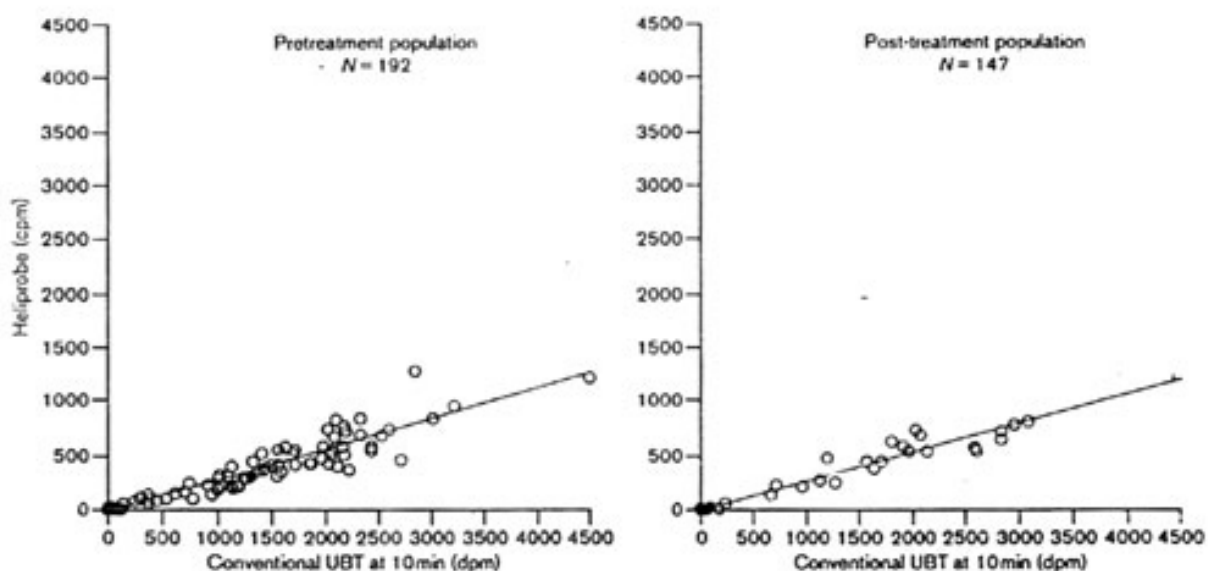 Pretreatment population
N = 192
4500
4000
3500
3000
2500
2000
1500
1000
500
0
Heliprobe (cpm)
0 500 1000 1500 2000 2500 3000 3500 4000 4500
Conventional UBT at 10 min (dpm)
Post-treatment population
N = 147
4500
4000
3500
3000
2500
2000
1500
1000
500
0
0 500 1000 1500 2000 2500 3000 3500 4000 4500
Conventional UBT at 10 min (dpm)